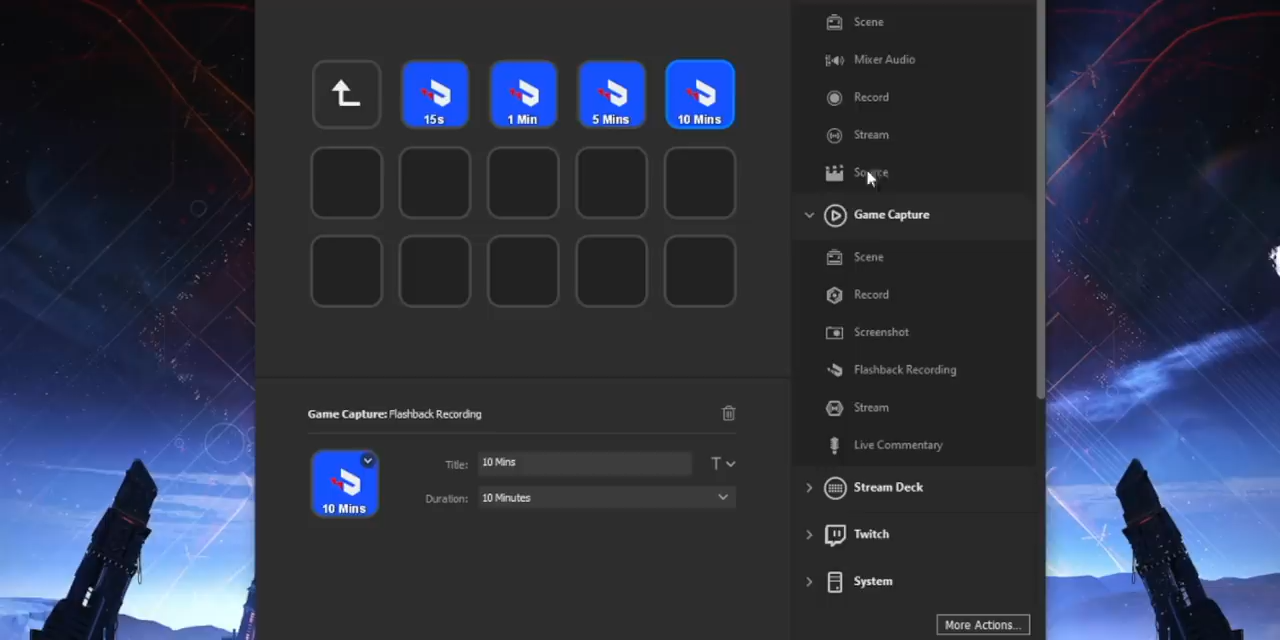 15s
1 Min
5 Mins
10 Mins
Game Capture: Flashback Recording
10 Mins
Title:
10 Mins
T
Duration:
10 Minutes
Scene
Mixer Audio
Record
Stream
Source
Game Capture
Scene
Record
Screenshot
Flashback Recording
Stream
Live Commentary
Stream Deck
Twitch
System
More Actions...